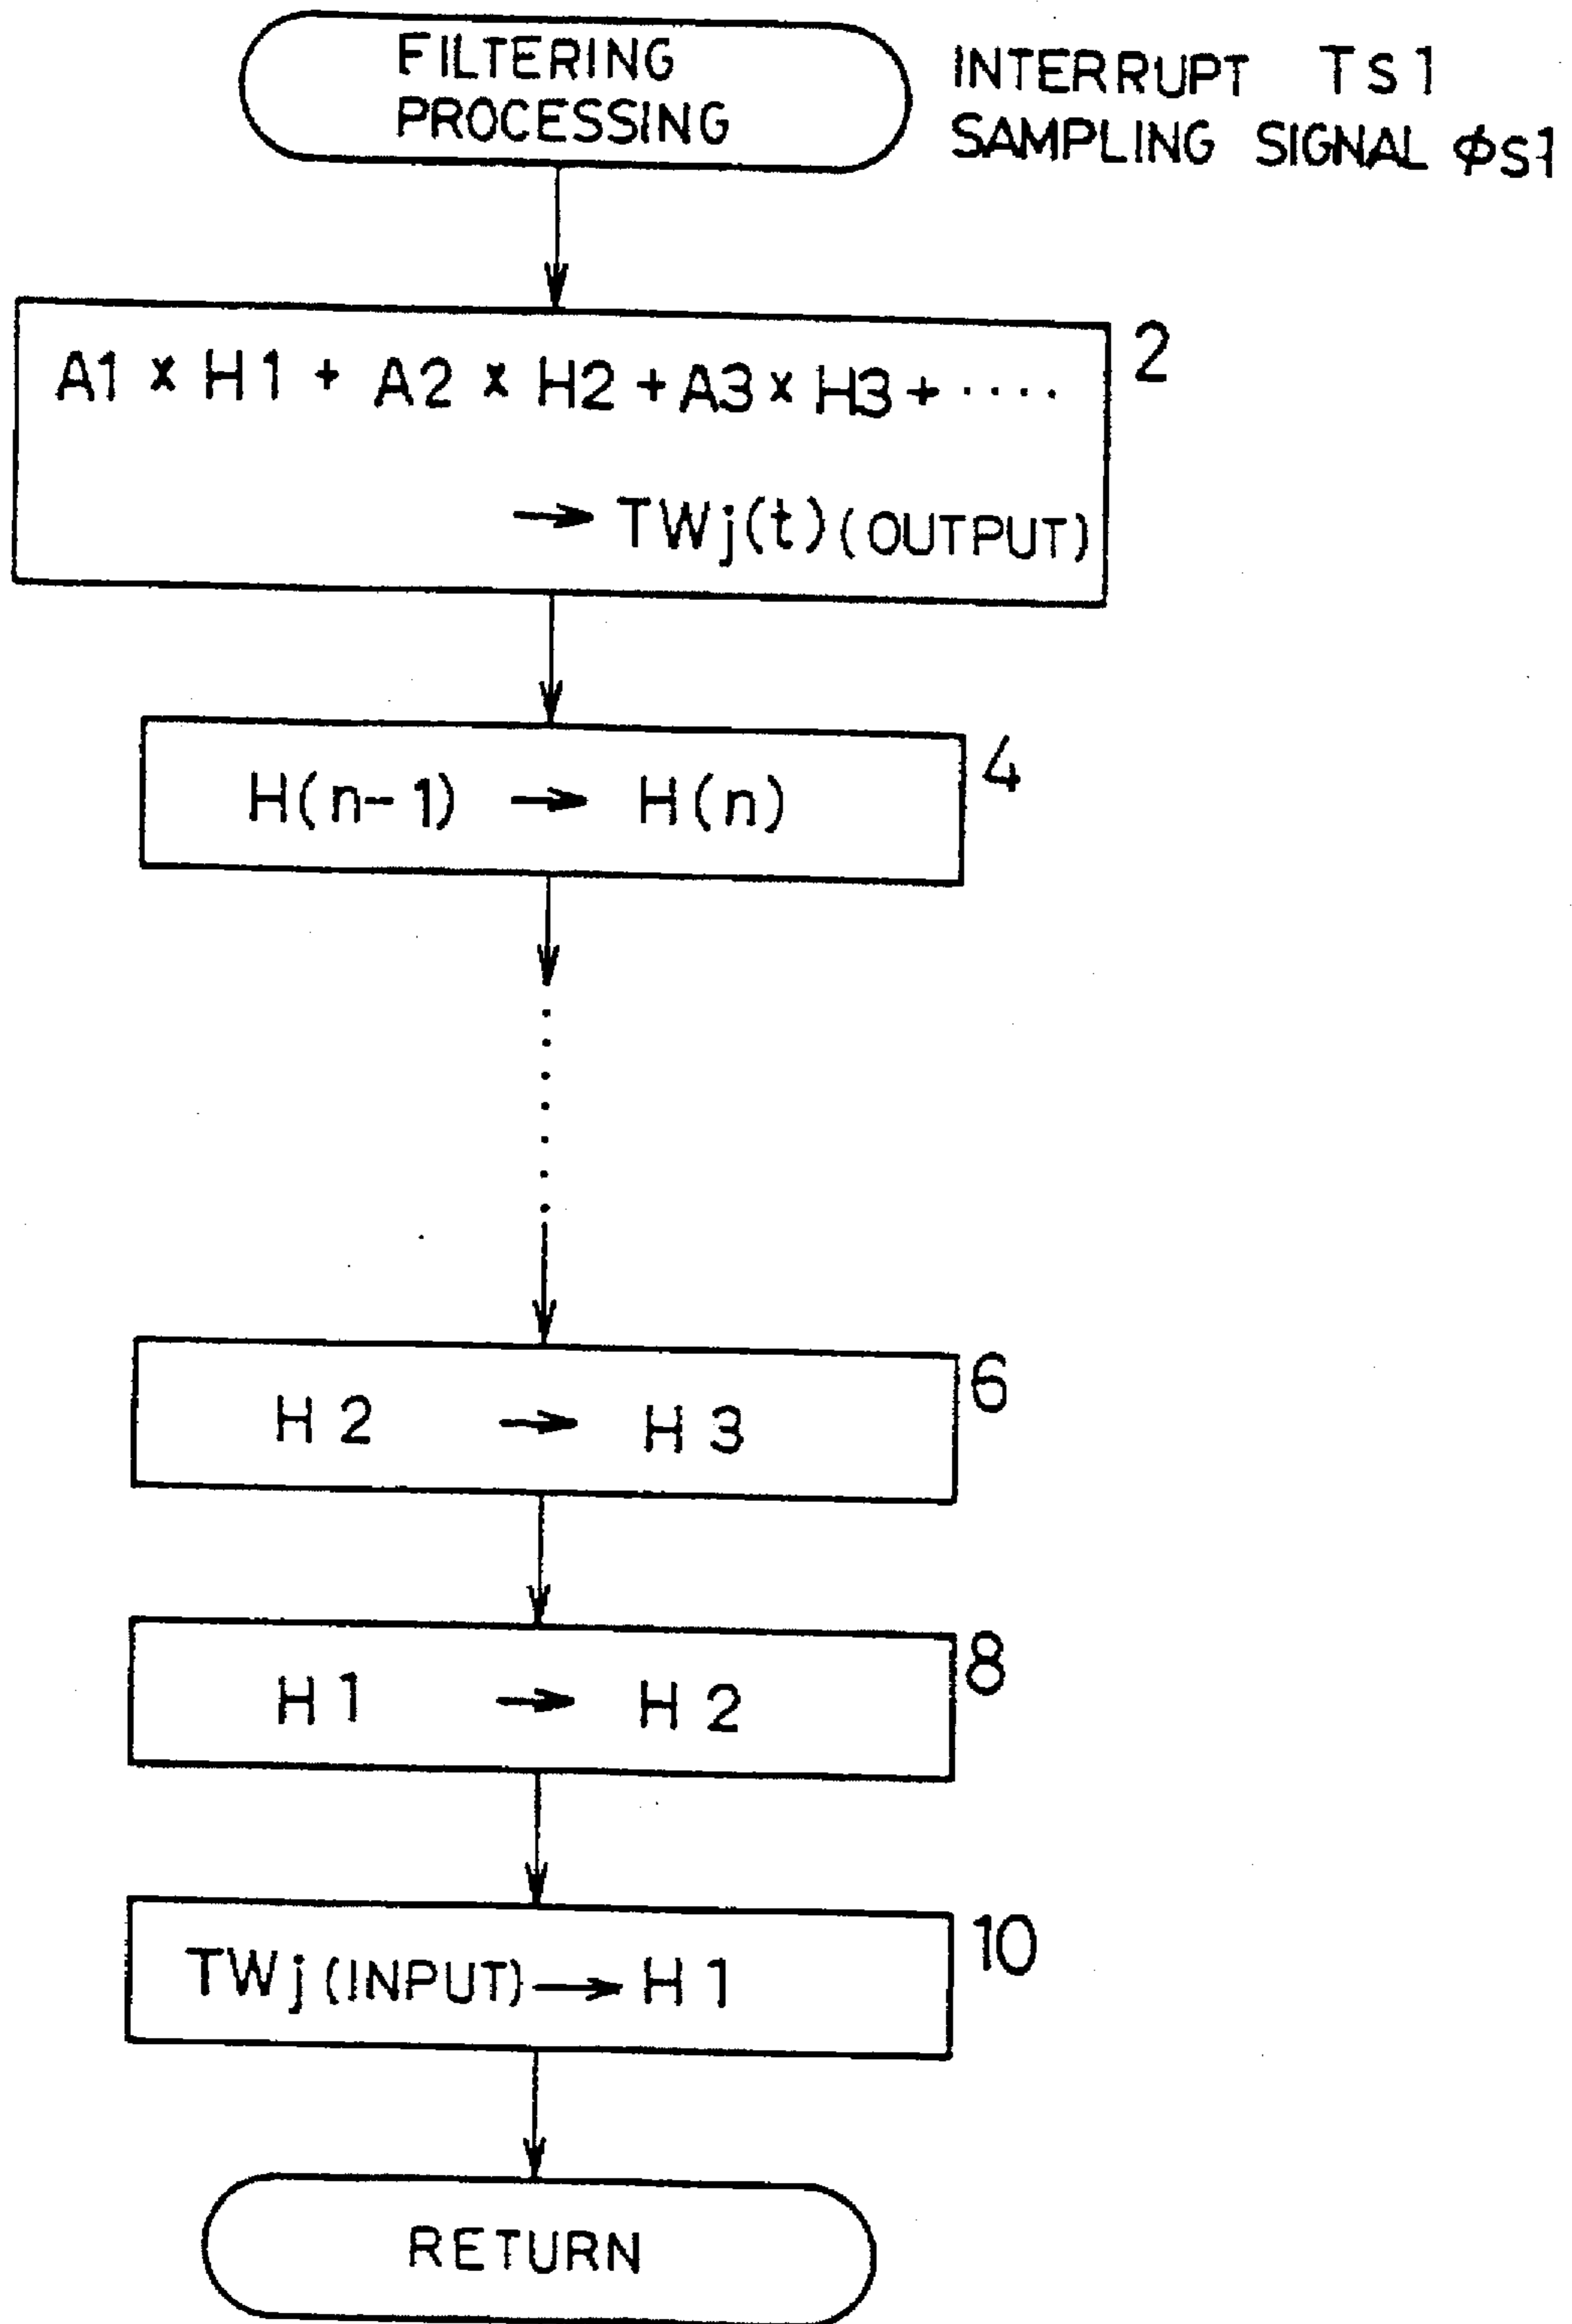 FILTERING
PROCESSING
INTERRUPT Ts1
SAMPLING SIGNAL ϕs1
2
A1 × H1 + A2 × H2 + A3 × H3 + ····
→ TWj(t) (OUTPUT)
4
H(n-1) → H(n)
6
H2 → H3
8
H1 → H2
10
TWj (INPUT) → H1
RETURN